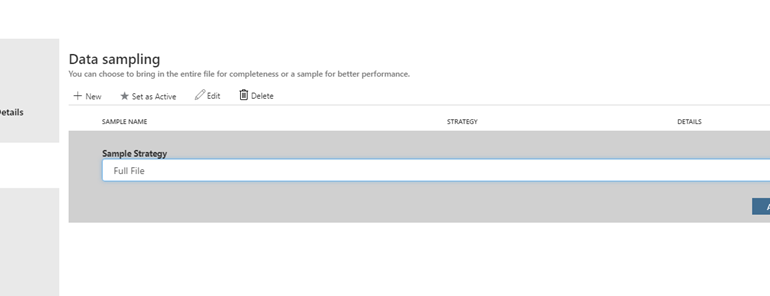 Data sampling
You can choose to bring in the entire file for completeness or a sample for better performance.
New Set as Active Edit Delete
etails
SAMPLE NAME STRATEGY DETAILS
Sample Strategy
Full File